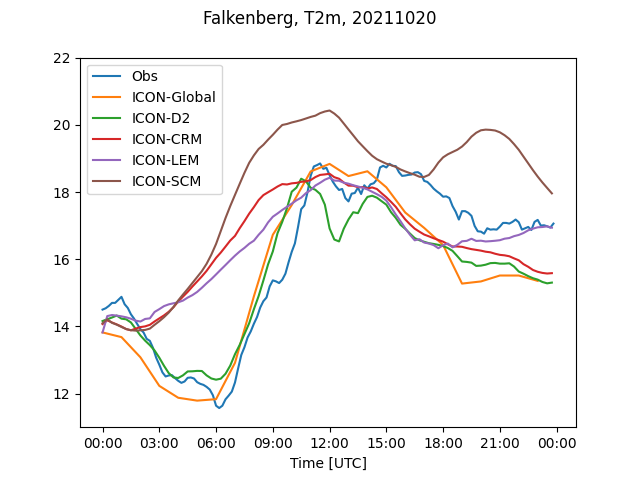 Falkenberg, T2m, 20211020
22
20
18
16
14
12
Obs
ICON-Global
ICON-D2
ICON-CRM
ICON-LEM
ICON-SCM
00:00 03:00 06:00 09:00 12:00 15:00 18:00 21:00 00:00
Time [UTC]